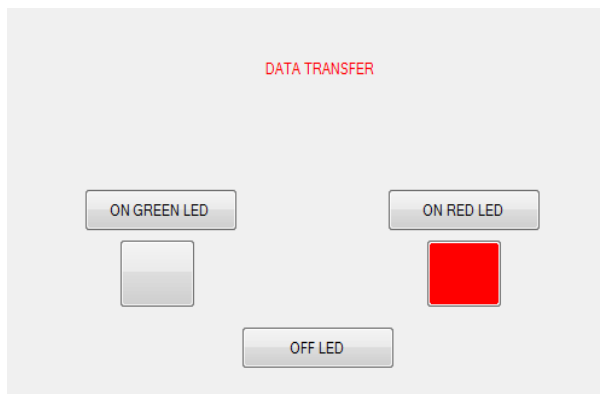 DATA TRANSFER
ON GREEN LED
ON RED LED
OFF LED